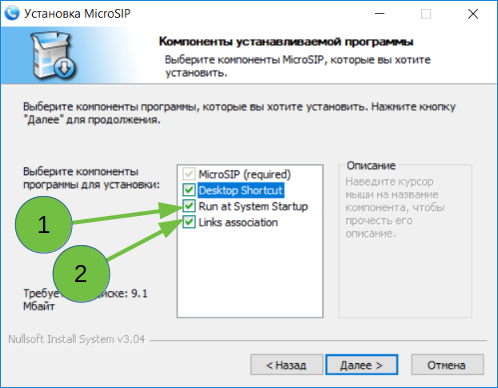 Установка MicroSIP
Компоненты устанавливаемой программы
Выберите компоненты MicroSIP, которые вы хотите
установить.
Выберите компоненты программы, которые вы хотите установить. Нажмите кнопку
"Далее" для продолжения.
Выберите компоненты
программы для установки:
MicroSIP (required)
Desktop Shortcut
Run at System Startup
Links association
Описание
Наведите курсор
мыши на название
компонента, чтобы
прочесть его
описание.
1
2
диске: 9.1
Мбайт
Nullsoft Install System v3.04
< Назад
Далее >
Отмена